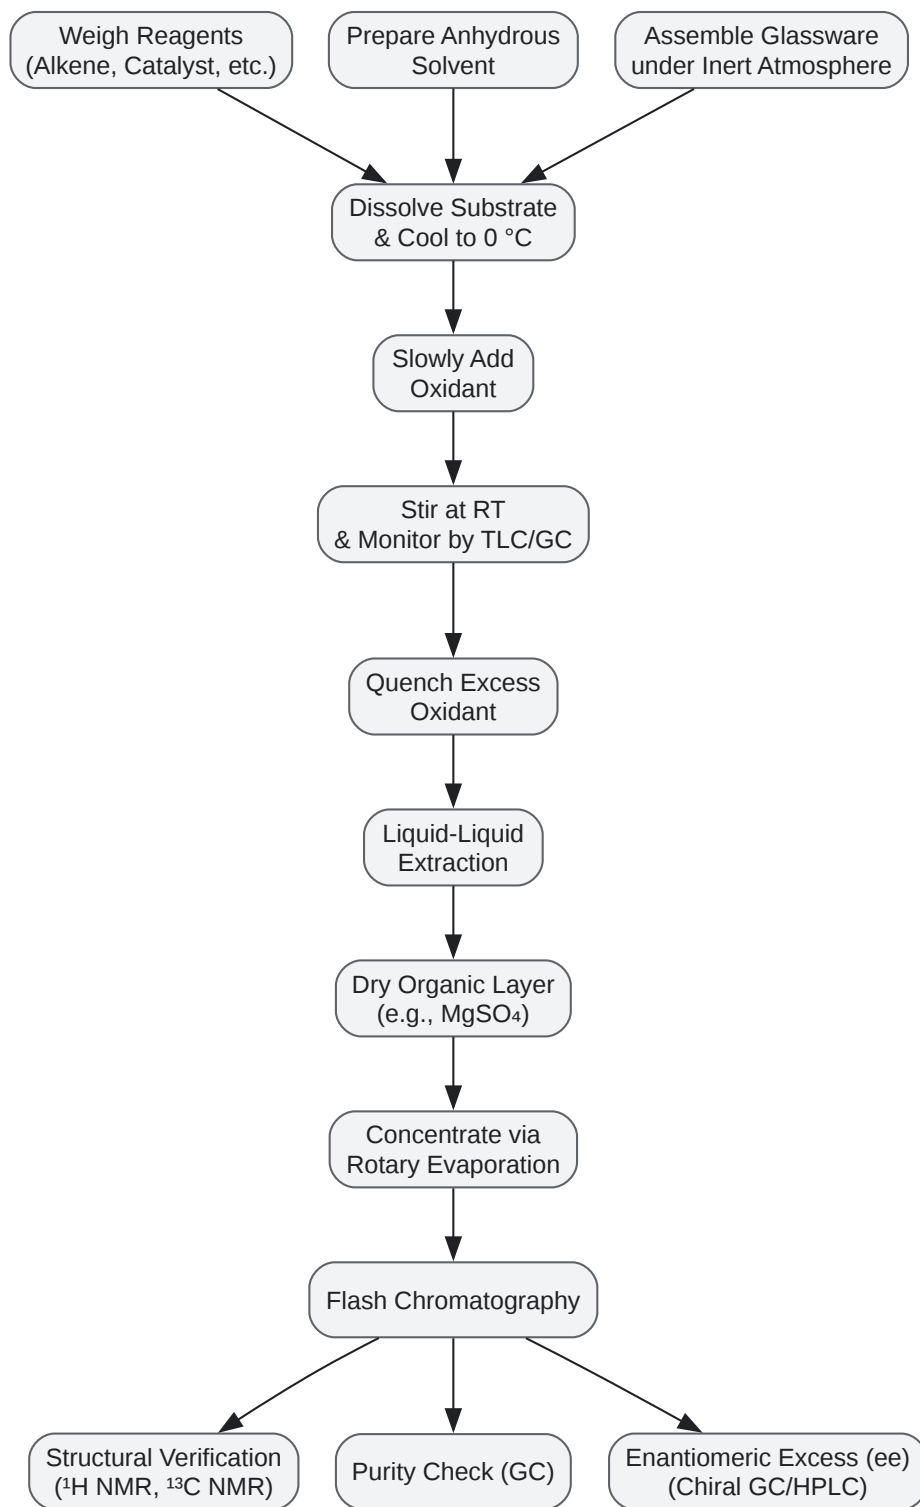 Weigh Reagents
(Alkene, Catalyst, etc.)
Prepare Anhydrous
Solvent
Assemble Glassware
under Inert Atmosphere
Dissolve Substrate
& Cool to 0 °C
Slowly Add
Oxidant
Stir at RT
& Monitor by TLC/GC
Quench Excess
Oxidant
Liquid-Liquid
Extraction
Dry Organic Layer
(e.g., MgSO₄)
Concentrate via
Rotary Evaporation
Flash Chromatography
Structural Verification
(¹H NMR, ¹³C NMR)
Purity Check (GC)
Enantiomeric Excess (ee)
(Chiral GC/HPLC)